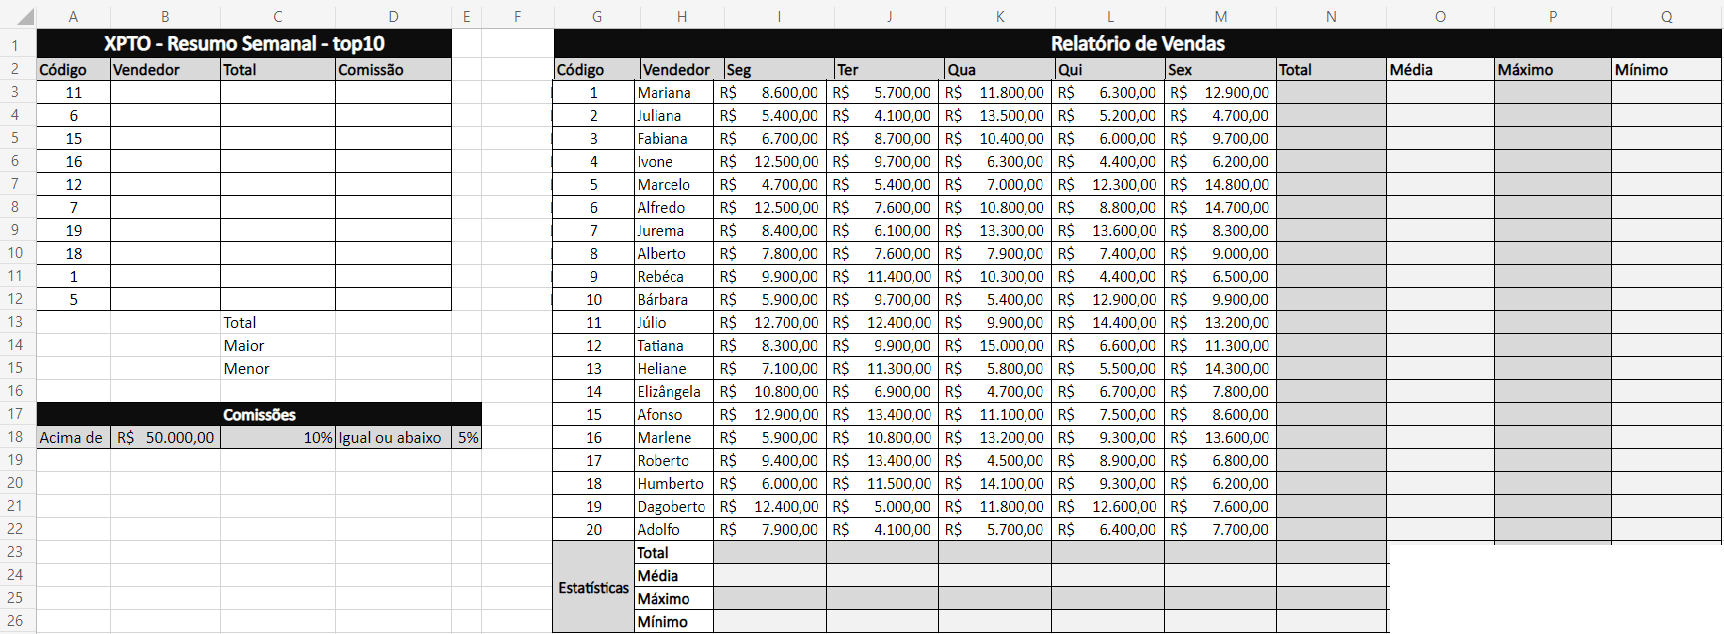 A B C D E F G H I J K L M N O P Q
1 XPTO - Resumo Semanal - top10 Relatório de Vendas
2 Código Vendedor Total Comissão Código Vendedor Seg Ter Qua Qui Sex Total Média Máximo Mínimo
3 11 1 Mariana R$ 8.600,00 R$ 5.700,00 R$ 11.800,00 R$ 6.300,00 R$ 12.900,00
4 6 2 Juliana R$ 5.400,00 R$ 4.100,00 R$ 13.500,00 R$ 5.200,00 R$ 4.700,00
5 15 3 Fabiana R$ 6.700,00 R$ 8.700,00 R$ 10.400,00 R$ 6.000,00 R$ 9.700,00
6 16 4 Ivone R$ 12.500,00 R$ 9.700,00 R$ 6.300,00 R$ 4.400,00 R$ 6.200,00
7 12 5 Marcelo R$ 4.700,00 R$ 5.400,00 R$ 7.000,00 R$ 12.300,00 R$ 14.800,00
8 7 6 Alfredo R$ 12.500,00 R$ 7.600,00 R$ 10.800,00 R$ 8.800,00 R$ 14.700,00
9 19 7 Jurema R$ 8.400,00 R$ 6.100,00 R$ 13.300,00 R$ 13.600,00 R$ 8.300,00
10 18 8 Alberto R$ 7.800,00 R$ 7.600,00 R$ 7.900,00 R$ 7.400,00 R$ 9.000,00
11 1 9 Rebéca R$ 9.900,00 R$ 11.400,00 R$ 10.300,00 R$ 4.400,00 R$ 6.500,00
12 5 10 Bárbara R$ 5.900,00 R$ 9.700,00 R$ 5.400,00 R$ 12.900,00 R$ 9.900,00
13 Total 11 Júlio R$ 12.700,00 R$ 12.400,00 R$ 9.900,00 R$ 14.400,00 R$ 13.200,00
14 Maior 12 Tatiana R$ 8.300,00 R$ 9.900,00 R$ 15.000,00 R$ 6.600,00 R$ 11.300,00
15 Menor 13 Heliane R$ 7.100,00 R$ 11.300,00 R$ 5.800,00 R$ 5.500,00 R$ 14.300,00
16 14 Elizângela R$ 10.800,00 R$ 6.900,00 R$ 4.700,00 R$ 6.700,00 R$ 7.800,00
17 Comissões 15 Afonso R$ 12.900,00 R$ 13.400,00 R$ 11.100,00 R$ 7.500,00 R$ 8.600,00
18 Acima de R$ 50.000,00 10% Igual ou abaixo 5% 16 Marlene R$ 5.900,00 R$ 10.800,00 R$ 13.200,00 R$ 9.300,00 R$ 13.600,00
19 17 Roberto R$ 9.400,00 R$ 13.400,00 R$ 4.500,00 R$ 8.900,00 R$ 6.800,00
20 18 Humberto R$ 6.000,00 R$ 11.500,00 R$ 14.100,00 R$ 9.300,00 R$ 6.200,00
21 19 Dagoberto R$ 12.400,00 R$ 5.000,00 R$ 11.800,00 R$ 12.600,00 R$ 7.600,00
22 20 Adolfo R$ 7.900,00 R$ 4.100,00 R$ 5.700,00 R$ 6.400,00 R$ 7.700,00
23 Total
24 Média
Estatísticas
25 Máximo
26 Mínimo